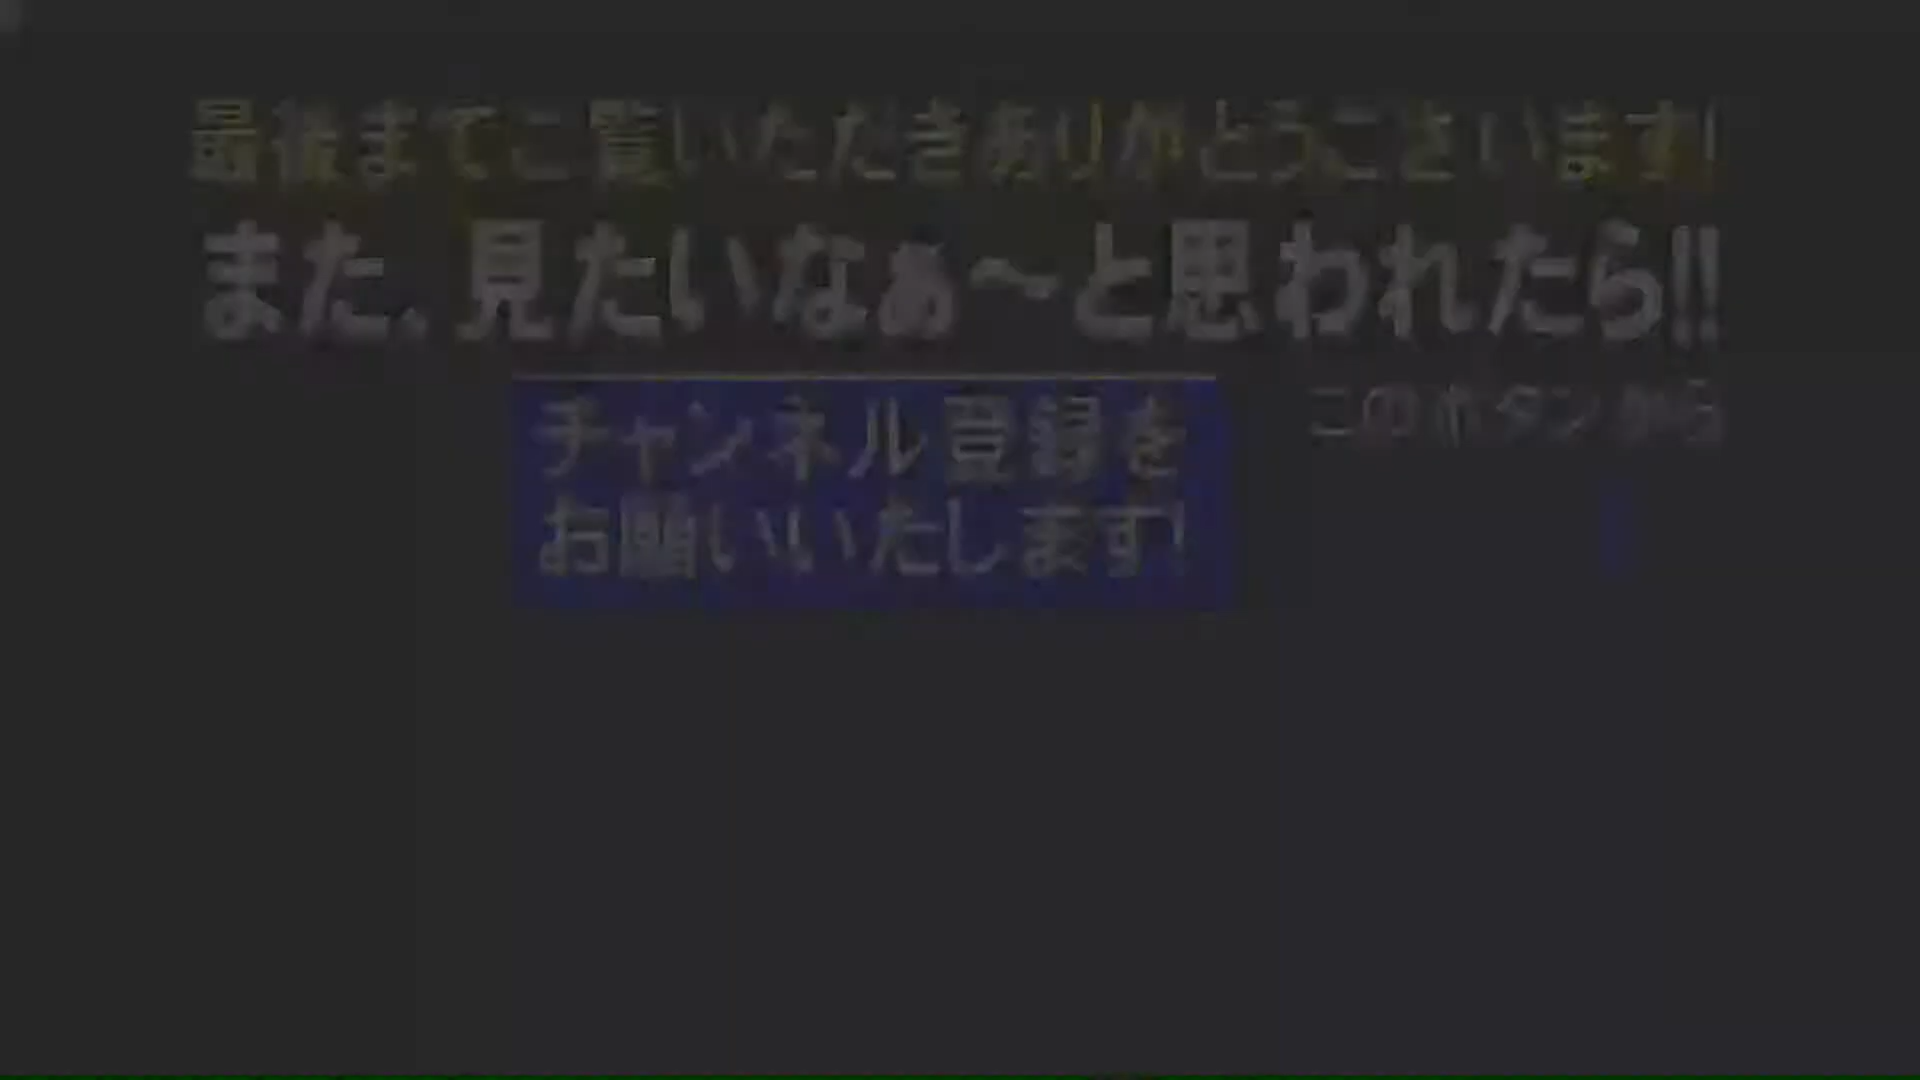 最後までご覧いただきありがとうございます!
また、見たいなぁ〜と思われたら!!
チャンネル登録を
お願いいたします!
このボタンから